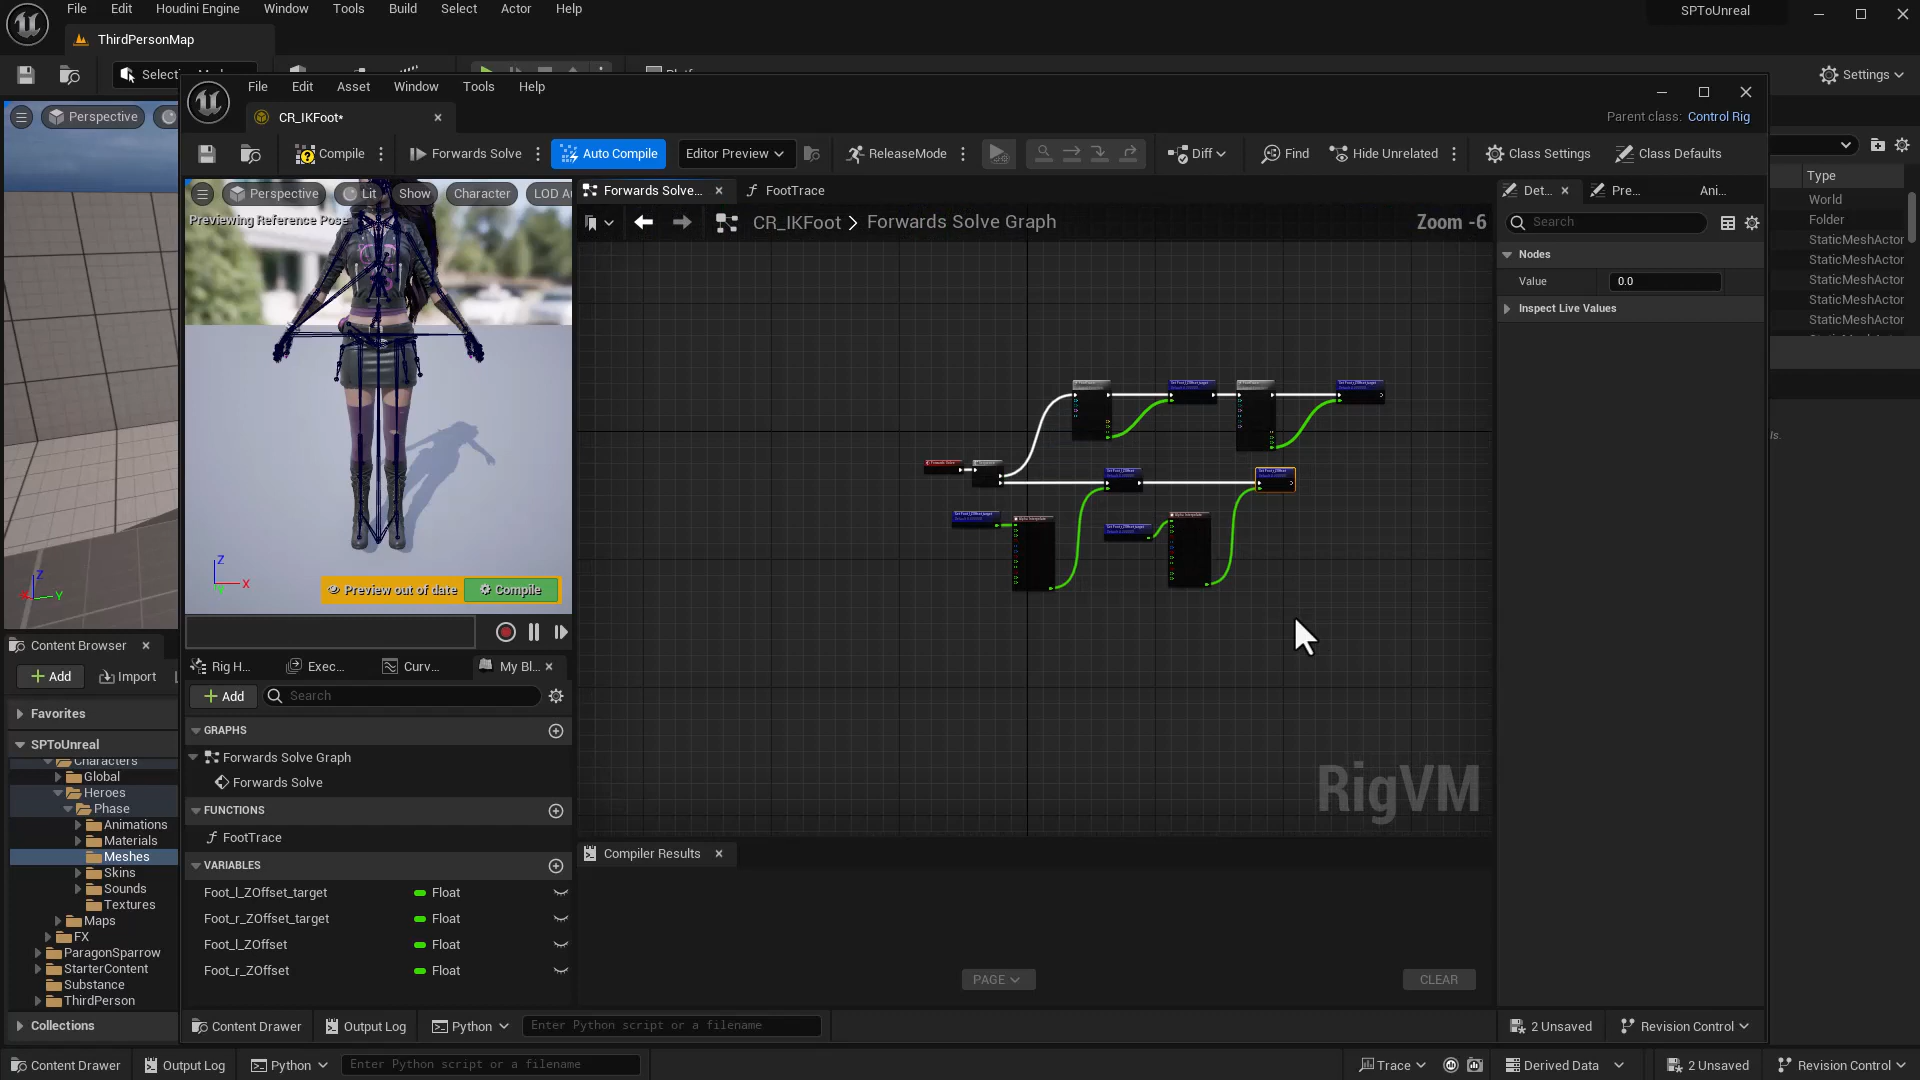 File Edit Houdini Engine Window Tools Build Select Actor Help
SPToUnreal
ThirdPersonMap
Settings
File Edit Asset Window Tools Help
CR_IKFoot*
Parent class: Control Rig
Compile
Forwards Solve
Auto Compile
Editor Preview
ReleaseMode
Diff
Find
Hide Unrelated
Class Settings
Class Defaults
Perspective
Perspective
Lit
Show
Character
Previewing Reference Pose
Forwards Solve...
FootTrace
CR_IKFoot > Forwards Solve Graph
Zoom -6
Det...
Pre...
Ani...
Search
Nodes
Value 0.0
Inspect Live Values
Type
World
Folder
StaticMeshActor
StaticMeshActor
StaticMeshActor
StaticMeshActor
StaticMeshActor
Z
X
Z
Y
Preview out of date
Compile
RigVM
Content Browser
Add
Import
Favorites
SPToUnreal
Characters
Global
Heroes
Phase
Animations
Materials
Meshes
Skins
Sounds
Textures
Maps
FX
ParagonSparrow
StarterContent
Substance
ThirdPerson
Collections
Rig H...
Exec...
Curv...
My Bl...
Add
Search
GRAPHS
Forwards Solve Graph
Forwards Solve
FUNCTIONS
FootTrace
VARIABLES
Foot_l_ZOffset_target Float
Foot_r_ZOffset_target Float
Foot_l_ZOffset Float
Foot_r_ZOffset Float
Compiler Results
PAGE
CLEAR
Content Drawer
Output Log
Python
Enter Python script or a filename
2 Unsaved
Revision Control
Content Drawer
Output Log
Python
Enter Python script or a filename
Trace
Derived Data
2 Unsaved
Revision Control